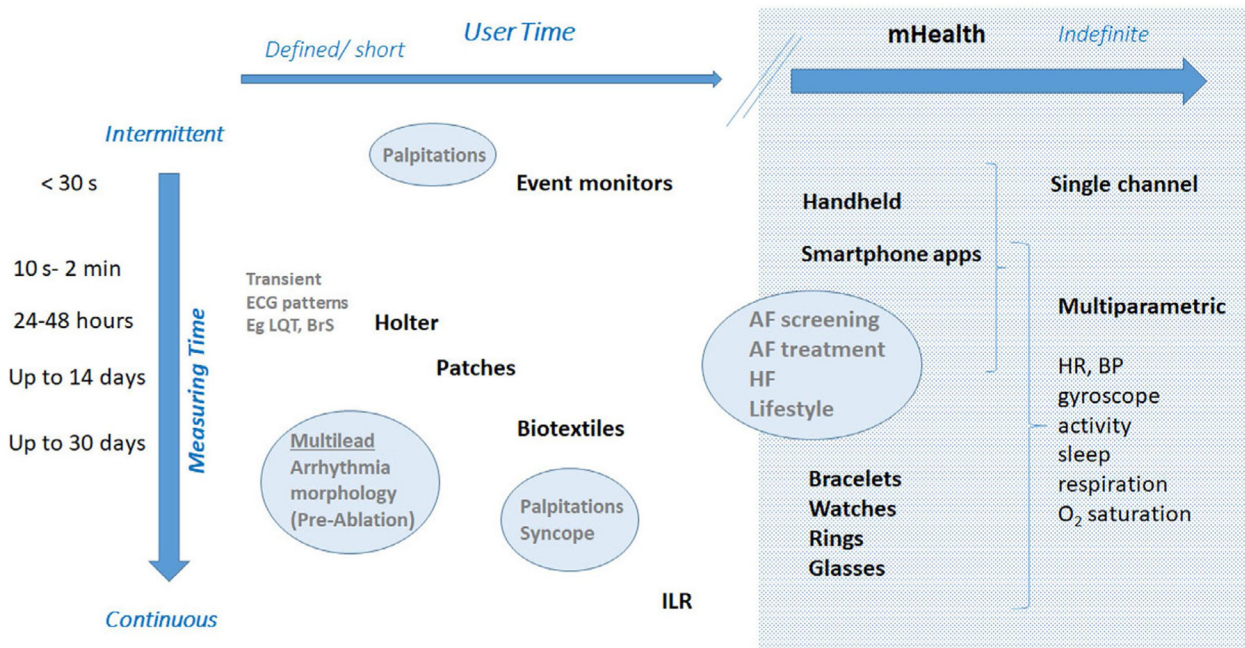 User Time
Defined/ short
mHealth
Indefinite
Intermittent
< 30 s
10 s- 2 min
24-48 hours
Up to 14 days
Up to 30 days
Measuring Time
Continuous
Palpitations
Event monitors
Transient
ECG patterns
Eg LQT, BrS
Holter
Patches
Biotextiles
Multilead
Arrhythmia
morphology
(Pre-Ablation)
Palpitations
Syncope
ILR
Handheld
Smartphone apps
AF screening
AF treatment
HF
Lifestyle
Bracelets
Watches
Rings
Glasses
Single channel
Multiparametric
HR, BP
gyroscope
activity
sleep
respiration
O₂ saturation